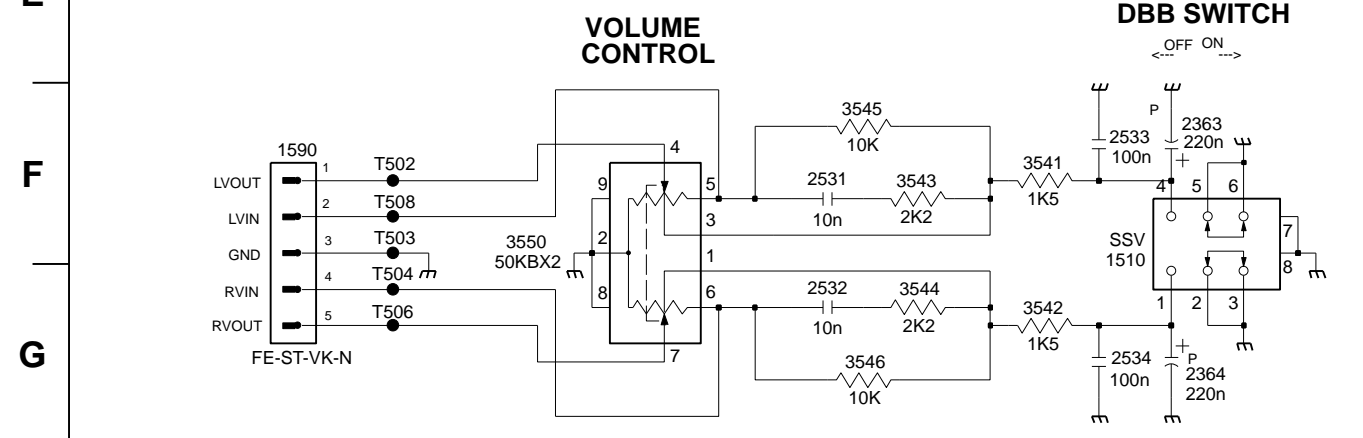 E
DBB SWITCH
<--- OFF ON --->
VOLUME
CONTROL
F
1590
LVOUT 1 T502
LVIN 2 T508
GND 3 T503
RVIN 4 T504
RVOUT 5 T506
FE-ST-VK-N
3550
50KBX2
4
9
5
3
2
1
8
6
7
3545
10K
2531
10n
3543
2K2
2532
10n
3544
2K2
3546
10K
3541
1K5
3542
1K5
2533
100n
P
2363
220n
+
4 5 6
SSV
1510
7
8
1 2 3
2534
100n
+
P
2364
220n
G